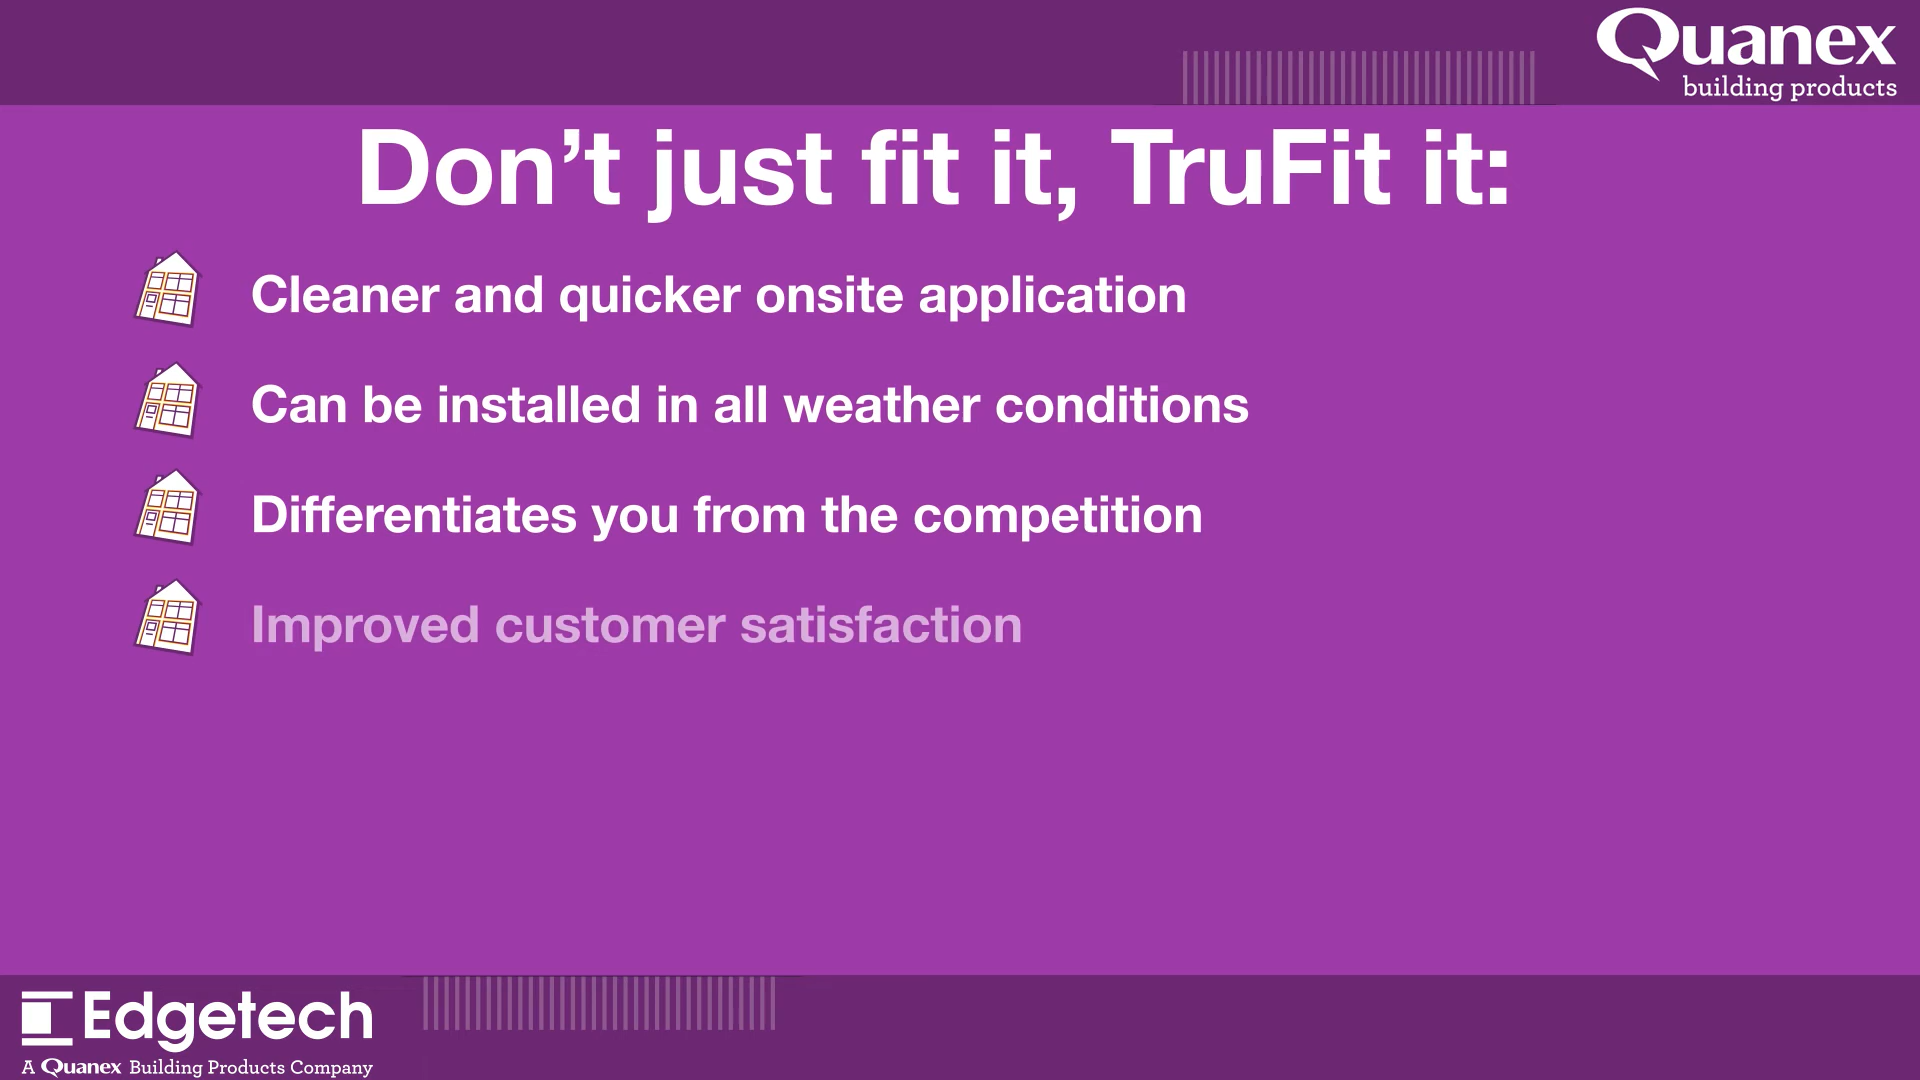 Quanex
building products
Don’t just fit it, TruFit it:
Cleaner and quicker onsite application
Can be installed in all weather conditions
Differentiates you from the competition
Improved customer satisfaction
Edgetech
A Quanex Building Products Company